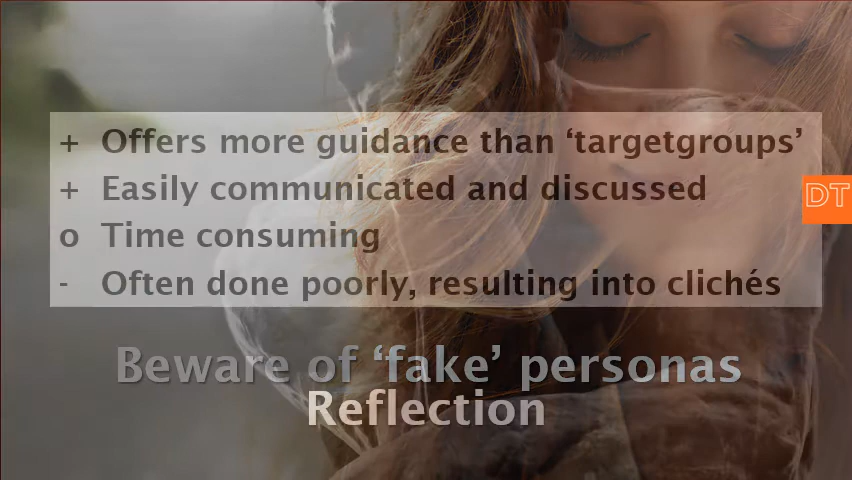 + Offers more guidance than ‘targetgroups’
+ Easily communicated and discussed
DT
o Time consuming
- Often done poorly, resulting into clichés
Beware of ‘fake’ personas
Reflection